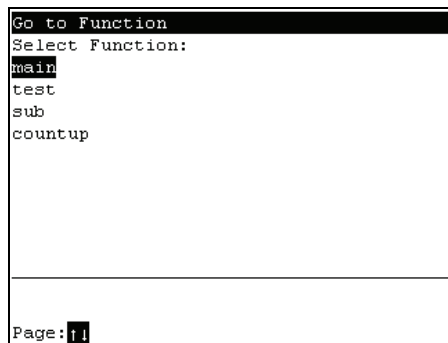 Go to Function
Select Function:
main
test
sub
countup
Page:↑↓